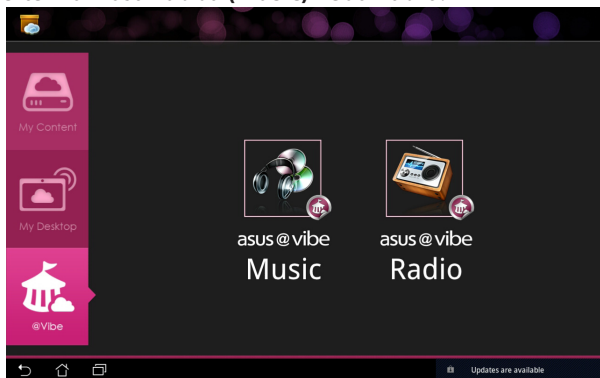 My Content
My Desktop
@Vibe
asus@vibe
Music
asus@vibe
Radio
Updates are available